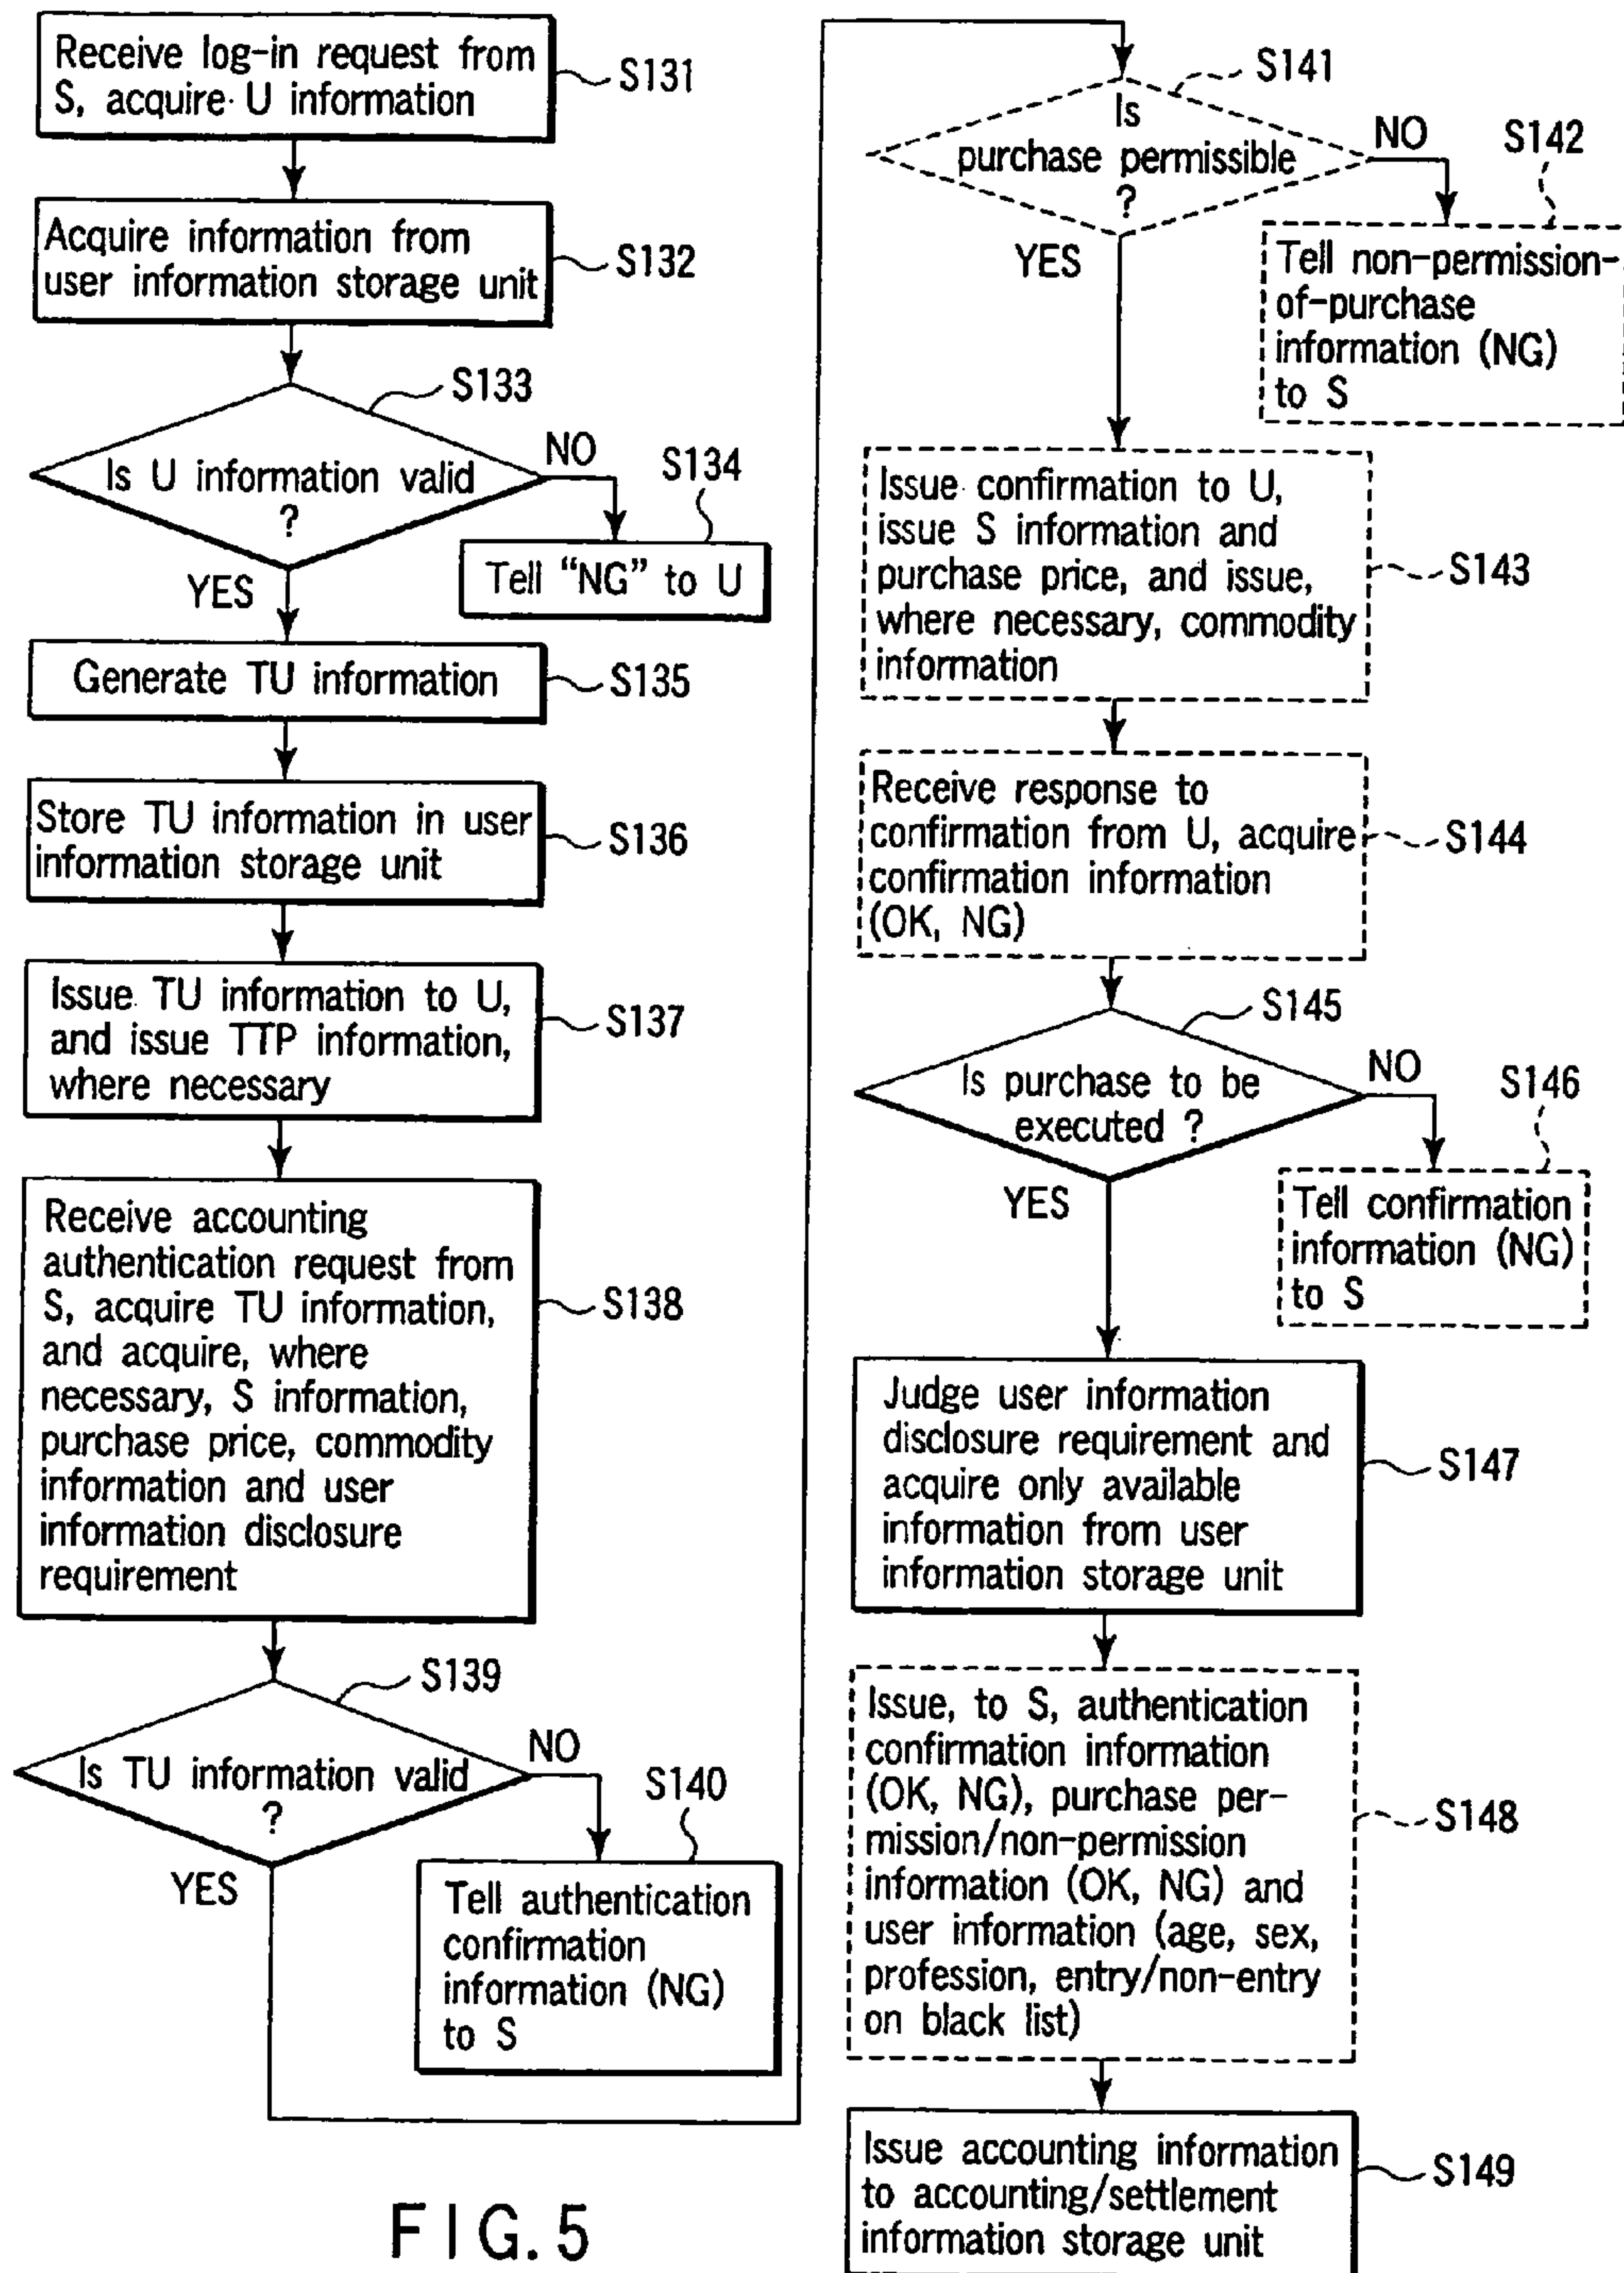 Receive log-in request from
S, acquire U information
S131
Acquire information from
user information storage unit
S132
S133
Is U information valid
?
NO
S134
Tell “NG” to U
YES
Generate TU information
S135
Store TU information in user
information storage unit
S136
Issue TU information to U,
and issue TTP information,
where necessary
S137
Receive accounting
authentication request from
S, acquire TU information,
and acquire, where
necessary, S information,
purchase price, commodity
information and user
information disclosure
requirement
S138
S139
Is TU information valid
?
NO
S140
Tell authentication
confirmation
information (NG)
to S
YES
S141
Is
purchase permissible
?
NO
S142
Tell non-permission-
of-purchase
information (NG)
to S
YES
Issue confirmation to U,
issue S information and
purchase price, and issue,
where necessary, commodity
information
S143
Receive response to
confirmation from U, acquire
confirmation information
(OK, NG)
S144
S145
Is purchase to be
executed ?
NO
S146
Tell confirmation
information (NG)
to S
YES
Judge user information
disclosure requirement and
acquire only available
information from user
information storage unit
S147
Issue, to S, authentication
confirmation information
(OK, NG), purchase per-
mission/non-permission
information (OK, NG) and
user information (age, sex,
profession, entry/non-entry
on black list)
S148
Issue accounting information
to accounting/settlement
information storage unit
S149
FIG. 5